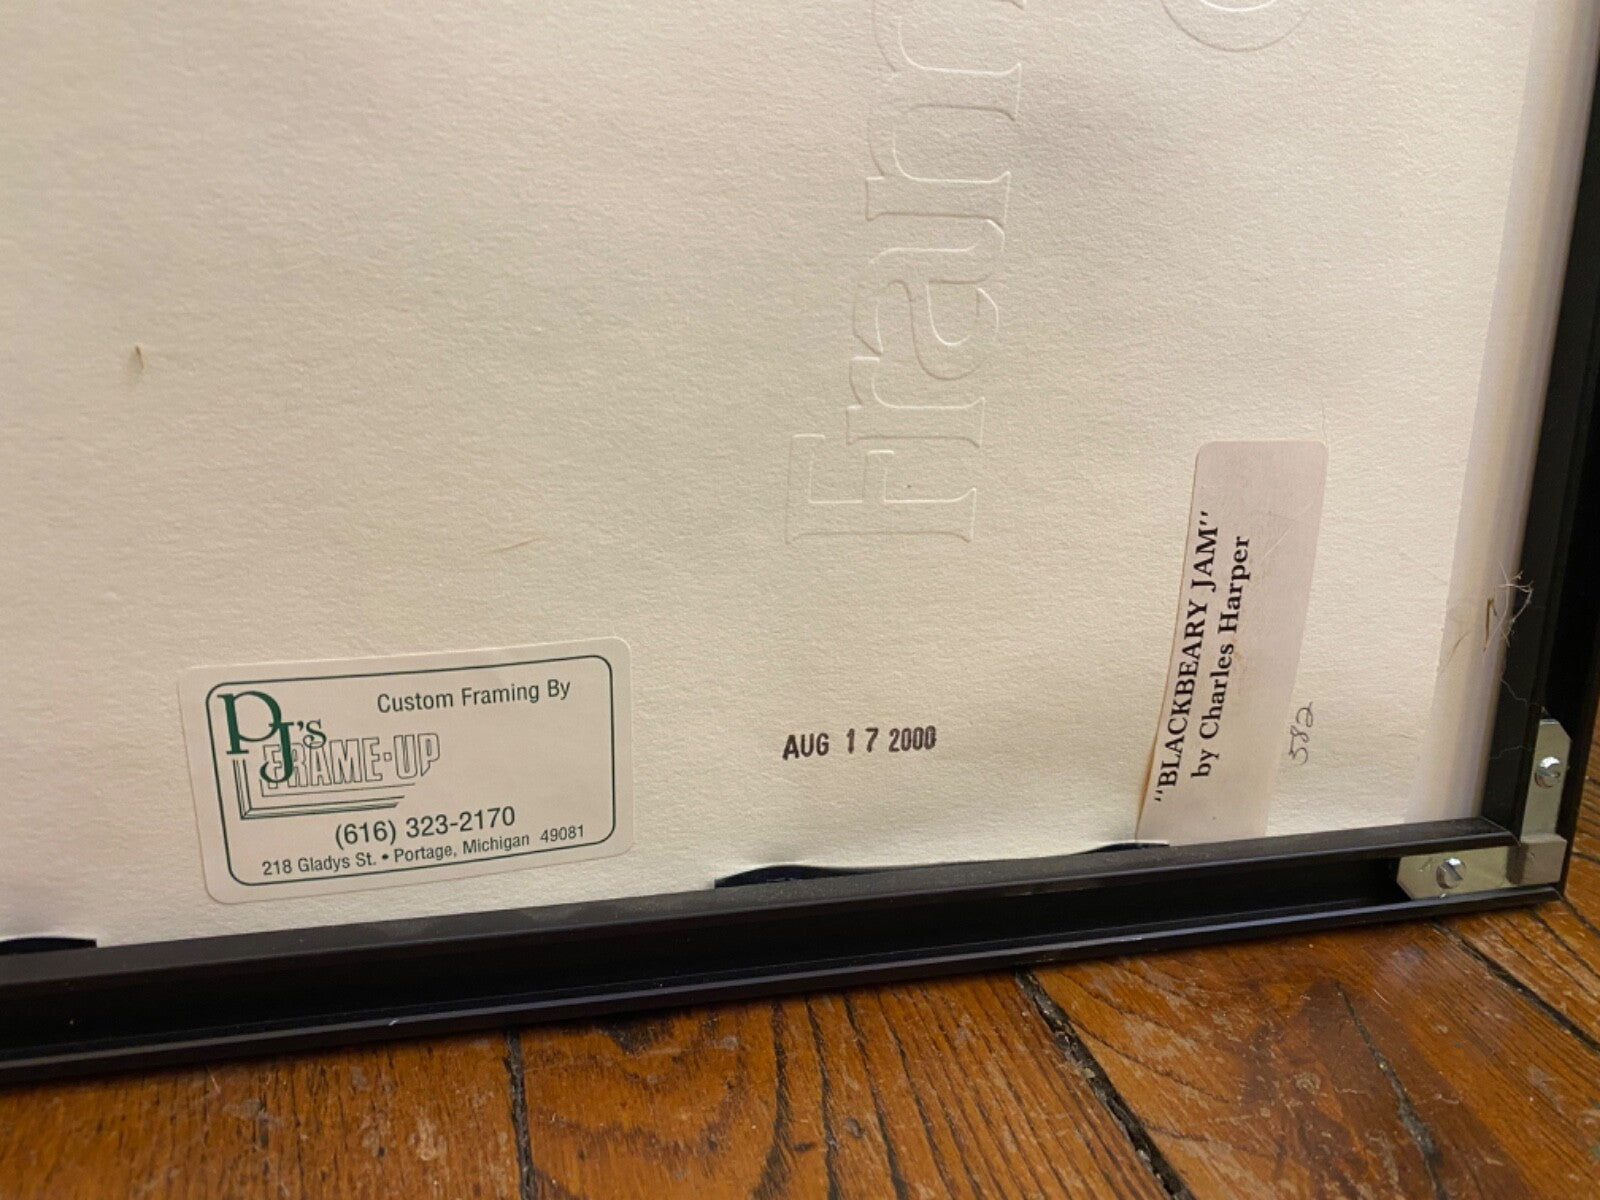 Fram
"BLACKBEARY JAM"
by Charles Harper
582
PJ's
Custom Framing By
FRAME-UP
(616) 323-2170
218 Gladys St. • Portage, Michigan 49081
AUG 17 2000